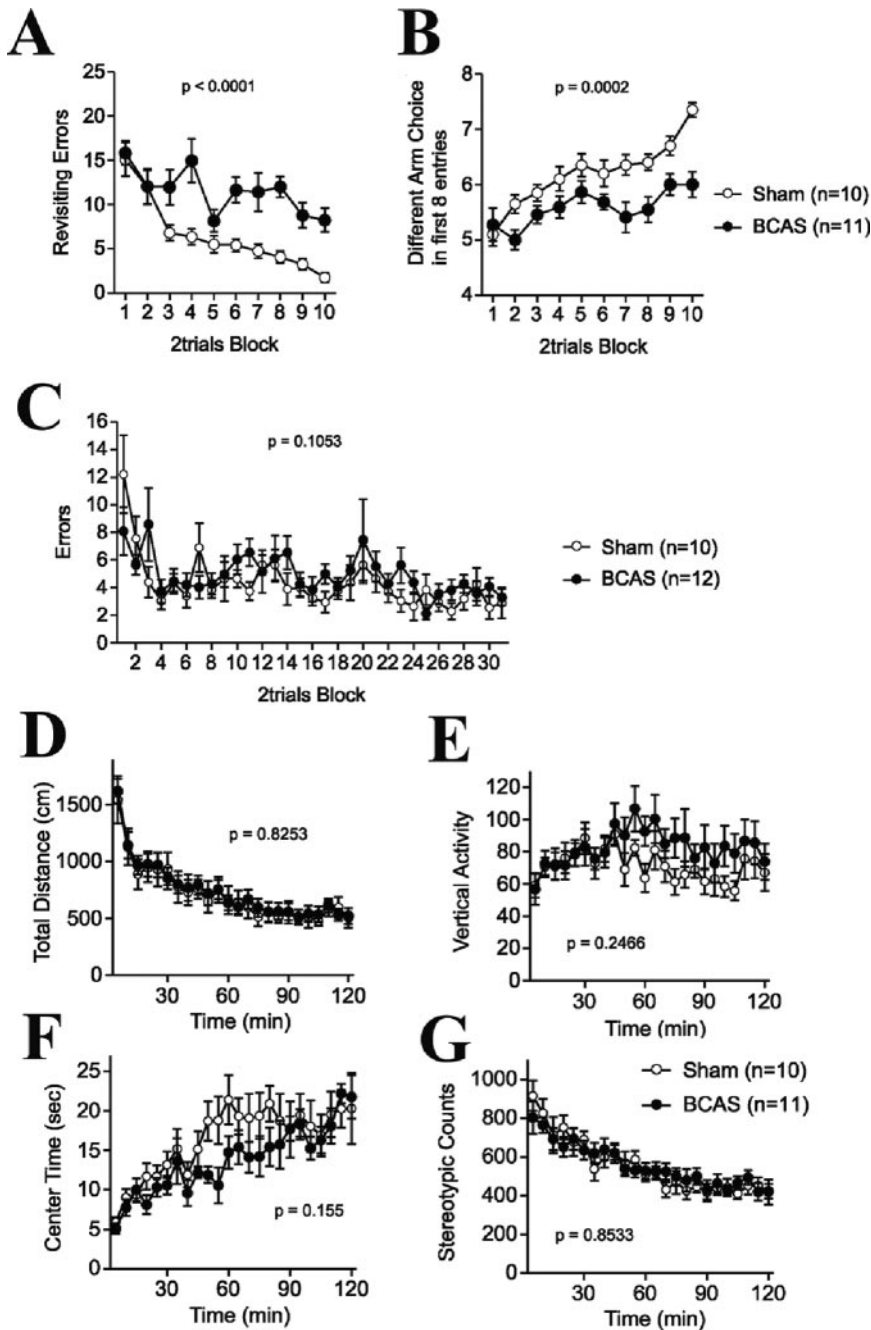 A
p < 0.0001
Revisiting Errors
25
20
15
10
5
0
1 2 3 4 5 6 7 8 9 10
2trials Block
B
p = 0.0002
Different Arm Choice
in first 8 entries
8
7
6
5
4
1 2 3 4 5 6 7 8 9 10
2trials Block
Sham (n=10)
BCAS (n=11)
C
p = 0.1053
Errors
16
14
12
10
8
6
4
2
0
2 4 6 8 10 12 14 16 18 20 22 24 26 28 30
2trials Block
Sham (n=10)
BCAS (n=12)
D
p = 0.8253
Total Distance (cm)
1500
1000
500
0
30 60 90 120
Time (min)
E
Vertical Activity
120
100
80
60
40
20
0
p = 0.2466
30 60 90 120
Time (min)
F
Center Time (sec)
25
20
15
10
5
0
p = 0.155
30 60 90 120
Time (min)
G
Sham (n=10)
BCAS (n=11)
Stereotypic Counts
1000
800
600
400
200
0
p = 0.8533
30 60 90 120
Time (min)